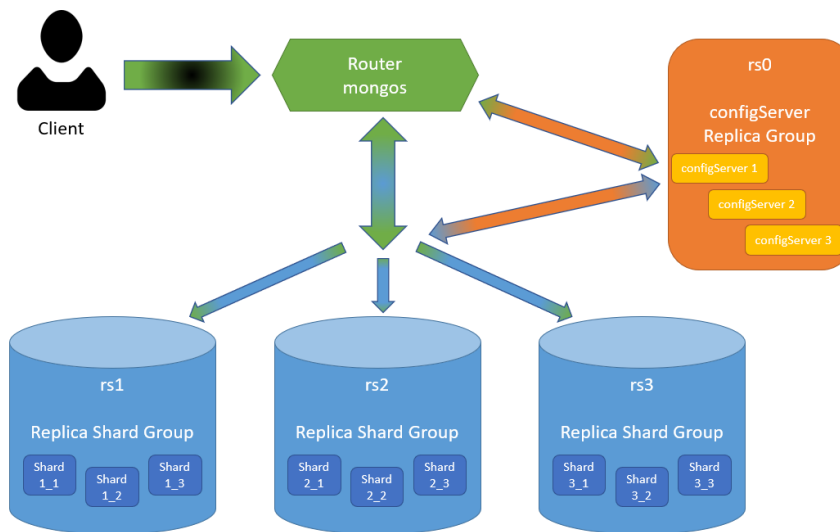 Client
Router
mongos
rs0
configServer
Replica Group
configServer 1
configServer 2
configServer 3
rs1
Replica Shard Group
Shard
1_1
Shard
1_2
Shard
1_3
rs2
Replica Shard Group
Shard
2_1
Shard
2_2
Shard
2_3
rs3
Replica Shard Group
Shard
3_1
Shard
3_2
Shard
3_3